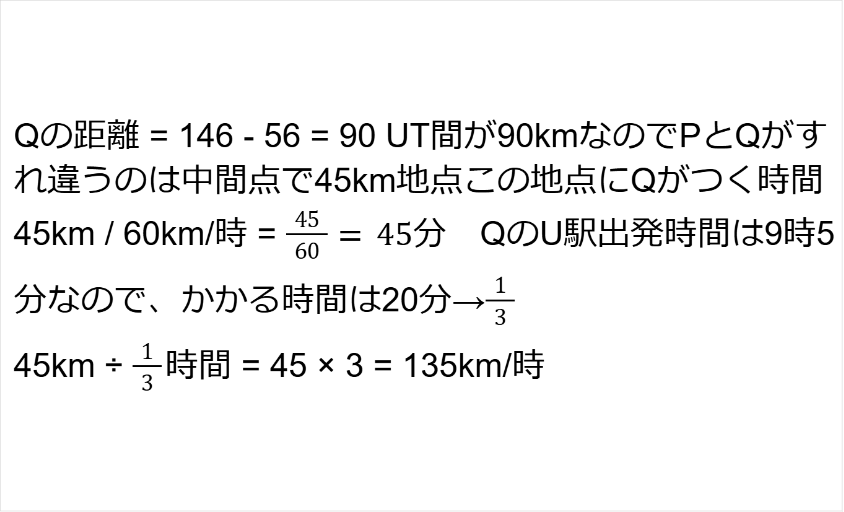 Qの距離 = 146 - 56 = 90 UT間が90kmなのでPとQがす
れ違うのは中間点で45km地点この地点にQがつく時間
45km / 60km/時 = 45/60 = 45分　QのU駅出発時間は9時5
分なので、かかる時間は20分→1/3
45km ÷ 1/3時間 = 45 × 3 = 135km/時